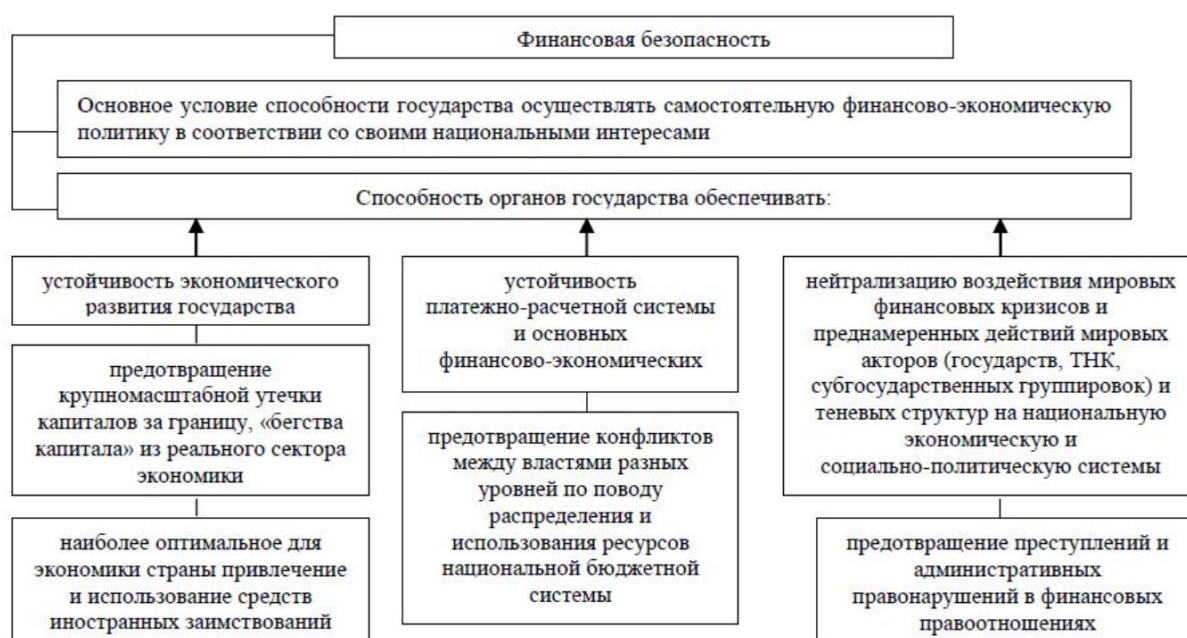 Финансовая безопасность
Основное условие способности государства осуществлять самостоятельную финансово-экономическую
политику в соответствии со своими национальными интересами
Способность органов государства обеспечивать:
устойчивость экономического
развития государства
предотвращение
крупномасштабной утечки
капиталов за границу, «бегства
капитала» из реального сектора
экономики
наиболее оптимальное для
экономики страны привлечение
и использование средств
иностранных заимствований
устойчивость
платежно-расчетной системы
и основных
финансово-экономических
предотвращение конфликтов
между властями разных
уровней по поводу
распределения и
использования ресурсов
национальной бюджетной
системы
нейтрализацию воздействия мировых
финансовых кризисов и
преднамеренных действий мировых
акторов (государств, ТНК,
субгосударственных группировок) и
теневых структур на национальную
экономическую и
социально-политическую системы
предотвращение преступлений и
административных
правонарушений в финансовых
правоотношениях